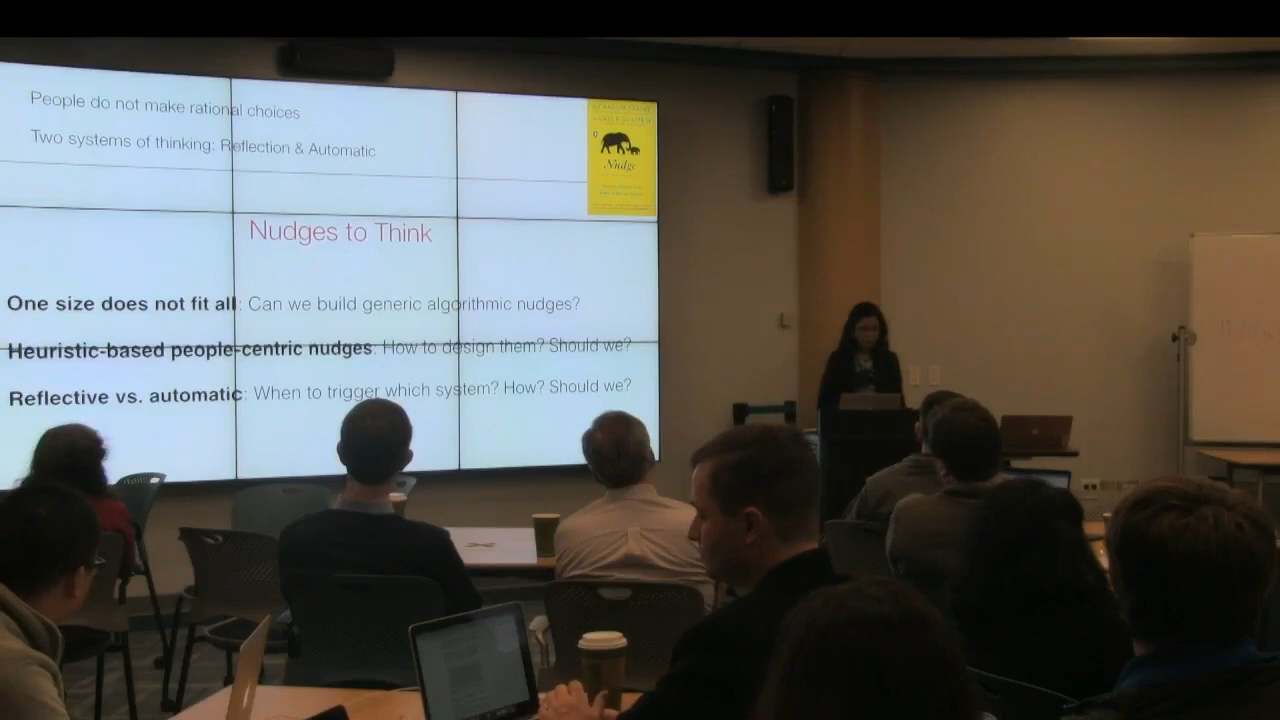 People do not make rational choices
Two systems of thinking: Reflection & Automatic
Nudge
Nudges to Think
One size does not fit all: Can we build generic algorithmic nudges?
Heuristic-based people-centric nudges: How to design them? Should we?
Reflective vs. automatic: When to trigger which system? How? Should we?